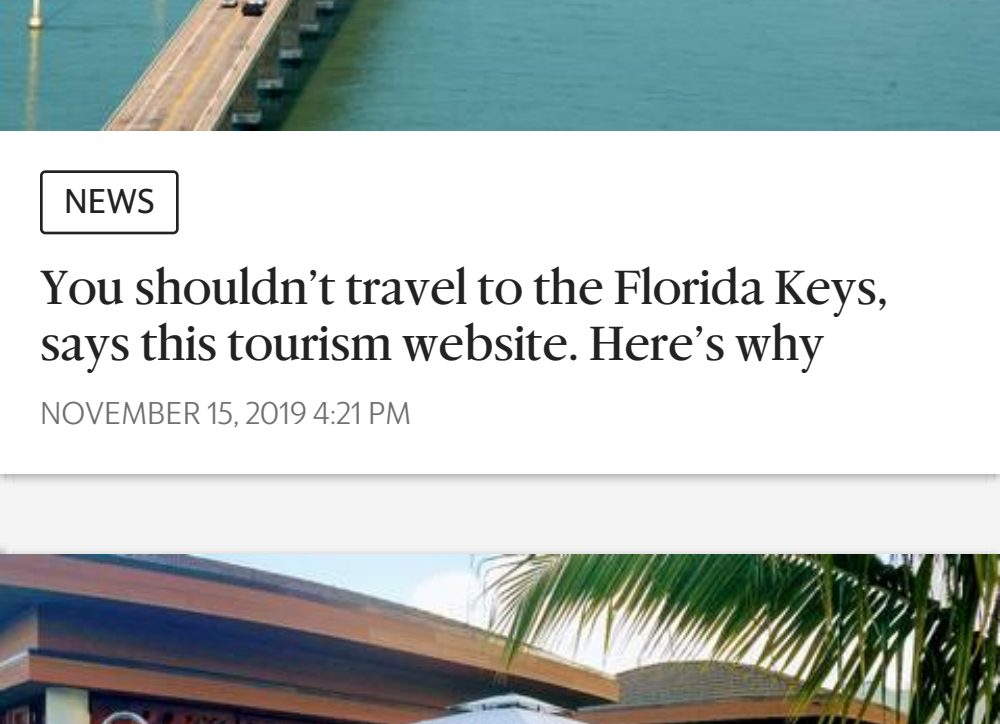 NEWS
You shouldn’t travel to the Florida Keys,
says this tourism website. Here’s why
NOVEMBER 15, 2019 4:21 PM